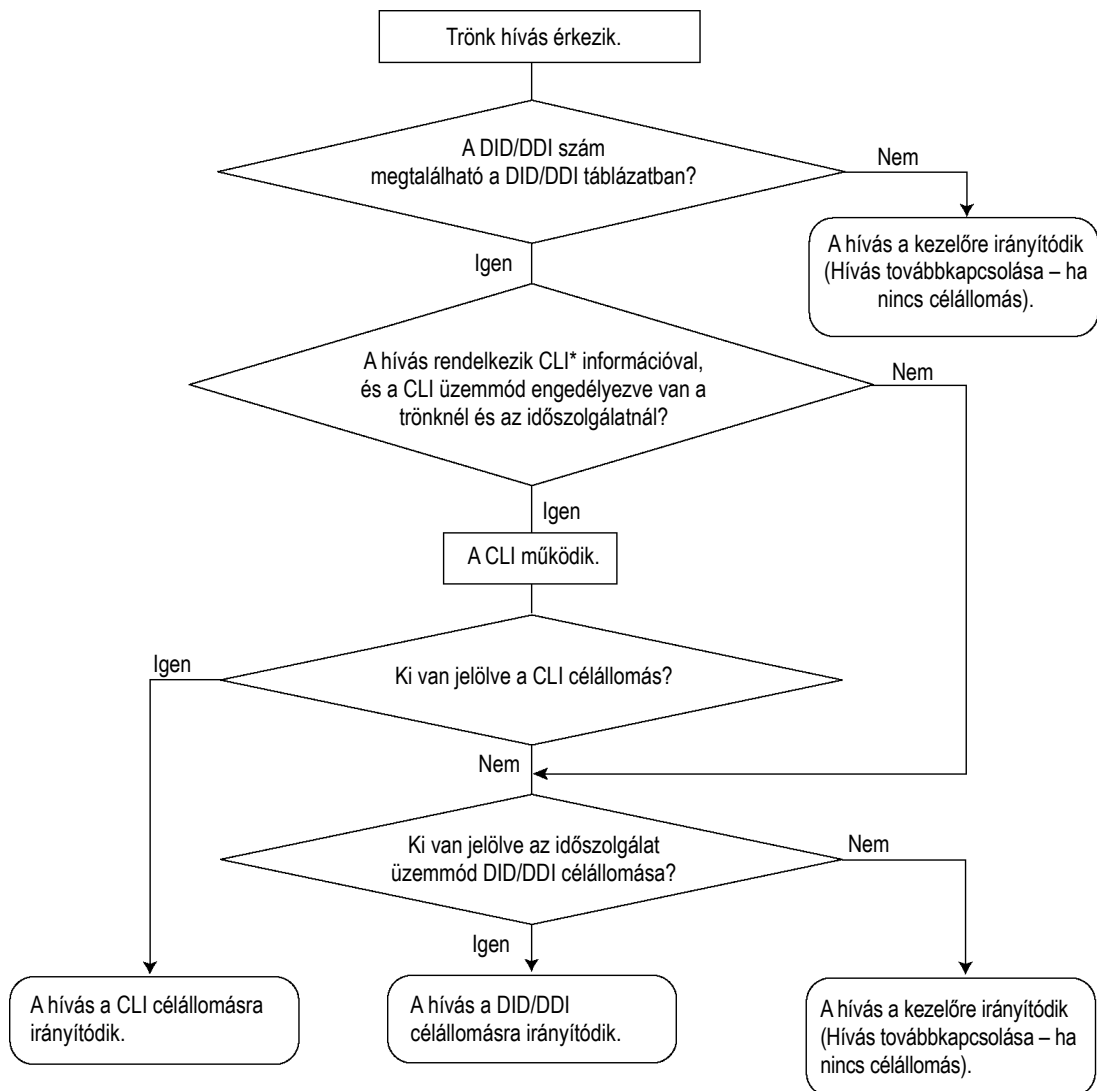 Trönk hívás érkezik.
A DID/DDI szám
megtalálható a DID/DDI táblázatban?
Nem
A hívás a kezelőre irányítódik
(Hívás továbbkapcsolása – ha
nincs célállomás).
Igen
A hívás rendelkezik CLI* információval,
és a CLI üzemmód engedélyezve van a
trönknél és az időszolgálatnál?
Nem
Igen
A CLI működik.
Igen
Ki van jelölve a CLI célállomás?
Nem
Ki van jelölve az időszolgálat
üzemmód DID/DDI célállomása?
Nem
Igen
A hívás a CLI célállomásra
irányítódik.
A hívás a DID/DDI
célállomásra irányítódik.
A hívás a kezelőre irányítódik
(Hívás továbbkapcsolása – ha
nincs célállomás).